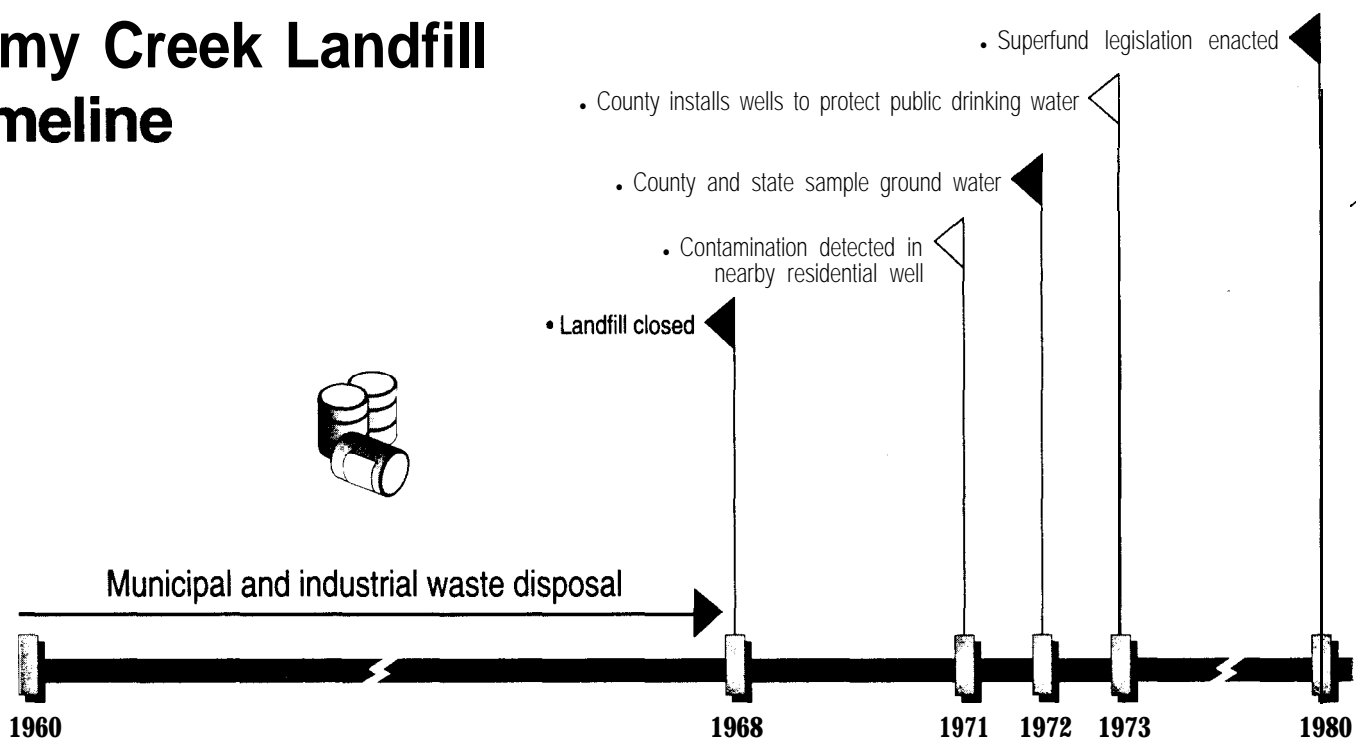 my Creek Landfill
meline
• Superfund legislation enacted
• County installs wells to protect public drinking water
• County and state sample ground water
• Contamination detected in
nearby residential well
• Landfill closed
Municipal and industrial waste disposal
1960 1968 1971 1972 1973 1980